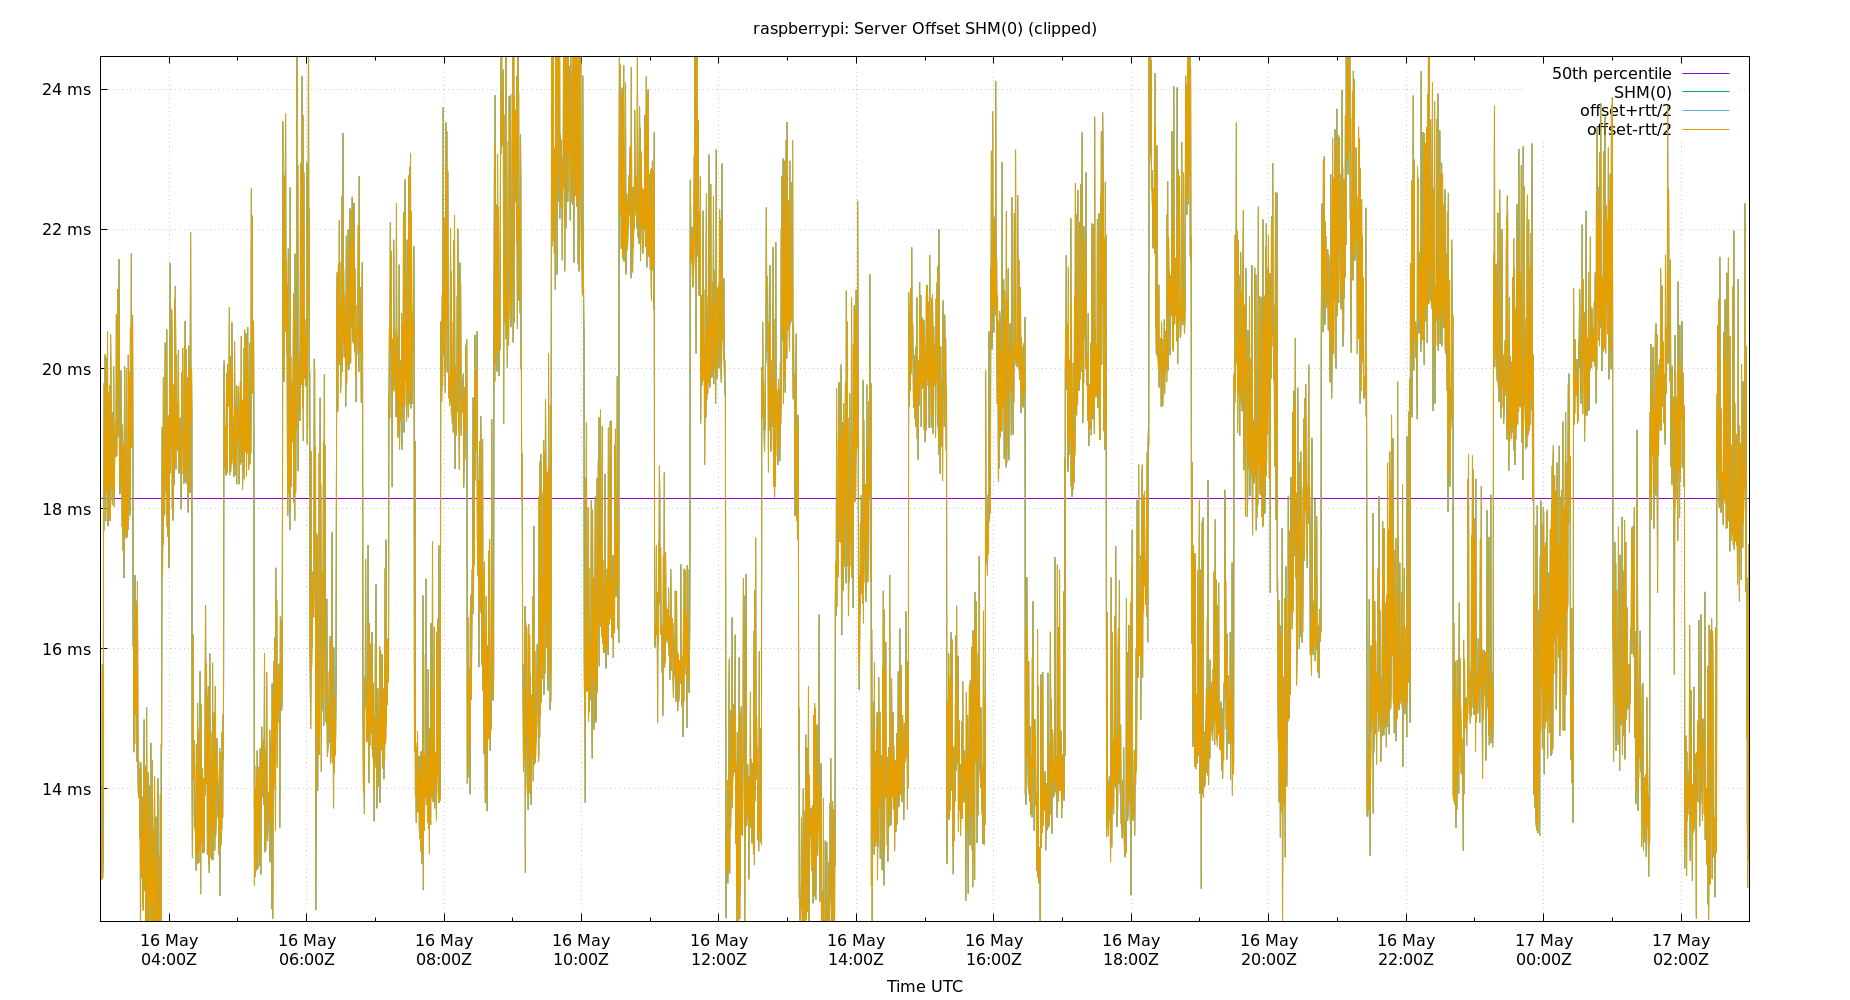 raspberrypi: Server Offset SHM(0) (clipped)
50th percentile
SHM(0)
offset+rtt/2
offset-rtt/2
24 ms
22 ms
20 ms
18 ms
16 ms
14 ms
16 May 16 May 16 May 16 May 16 May 16 May 16 May 16 May 16 May 16 May 17 May 17 May
04:00Z 06:00Z 08:00Z 10:00Z 12:00Z 14:00Z 16:00Z 18:00Z 20:00Z 22:00Z 00:00Z 02:00Z
Time UTC